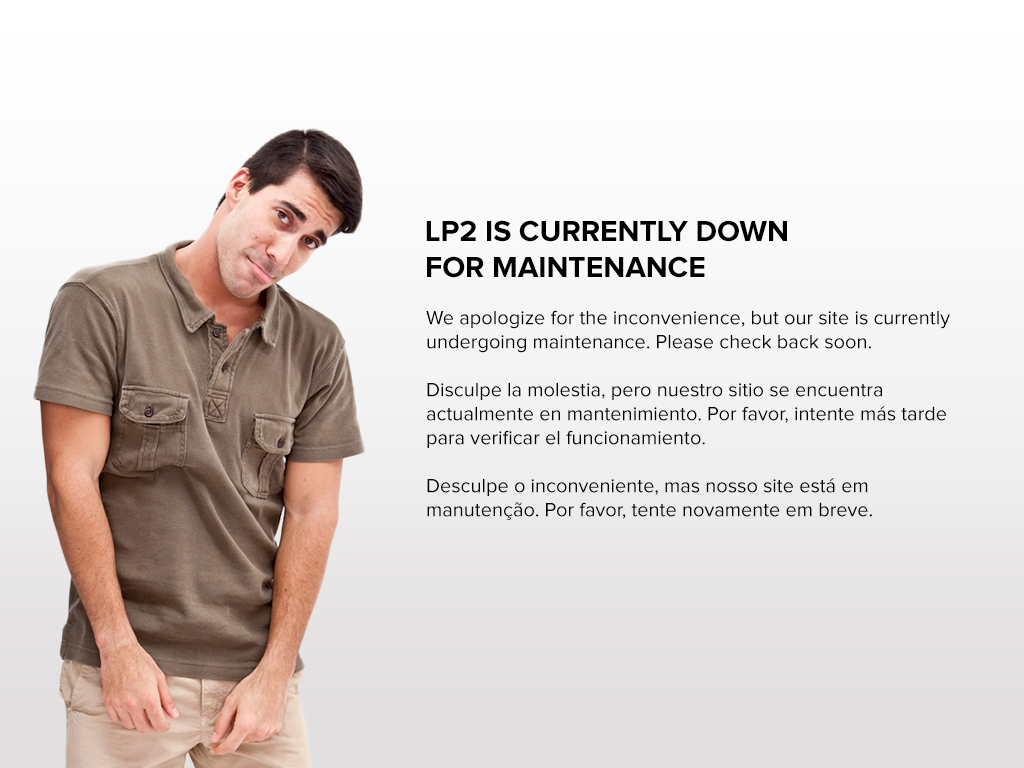 LP2 IS CURRENTLY DOWN
FOR MAINTENANCE
We apologize for the inconvenience, but our site is currently
undergoing maintenance. Please check back soon.
Disculpe la molestia, pero nuestro sitio se encuentra
actualmente en mantenimiento. Por favor, intente más tarde
para verificar el funcionamiento.
Desculpe o inconveniente, mas nosso site está em
manutenção. Por favor, tente novamente em breve.